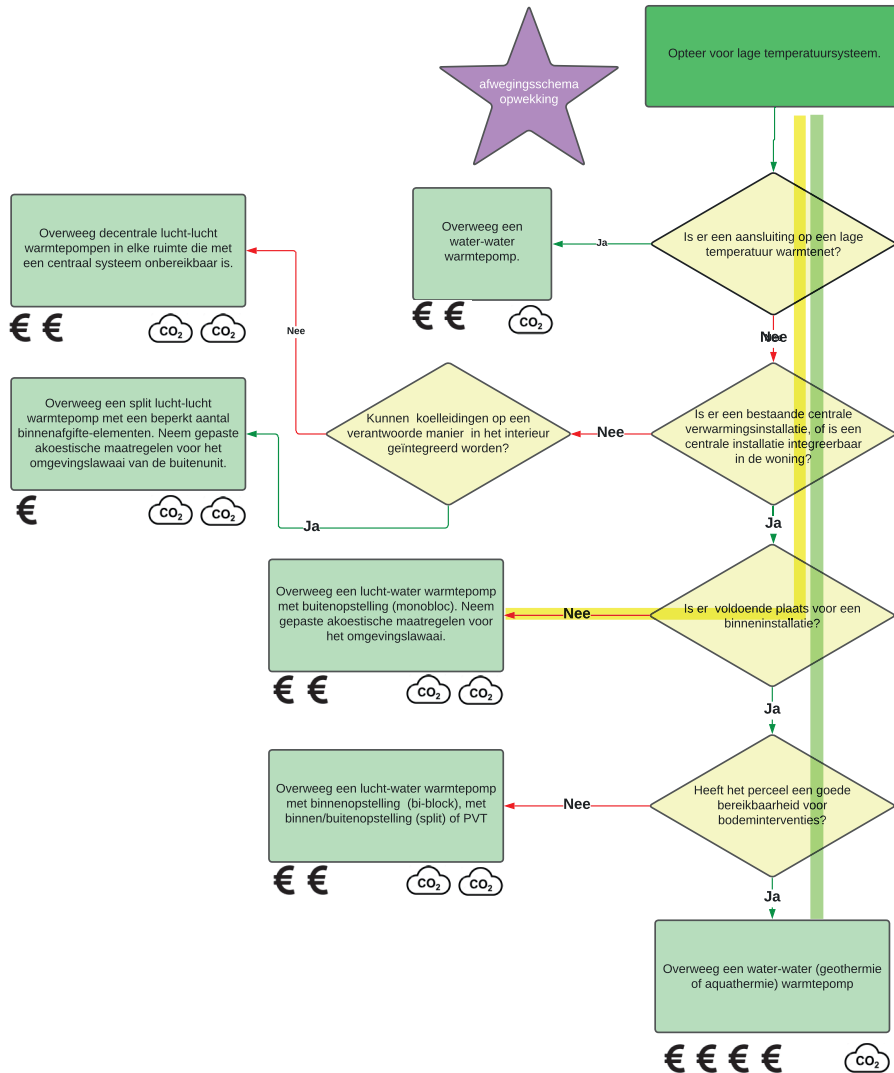 afwegingsschema
opwekking
Opteer voor lage temperatuursysteem.
Is er een aansluiting op een lage
temperatuur warmtenet?
Ja
Overweeg een
water-water
warmtepomp.
€ €
CO2
Nee
Is er een bestaande centrale
verwarmingsinstallatie, of is een
centrale installatie integreerbaar
in de woning?
Nee
Kunnen koelleidingen op een
verantwoorde manier in het interieur
geïntegreerd worden?
Nee
Overweeg decentrale lucht-lucht
warmtepompen in elke ruimte die met
een centraal systeem onbereikbaar is.
€ €
CO2 CO2
Ja
Overweeg een split lucht-lucht
warmtepomp met een beperkt aantal
binnenafgifte-elementen. Neem gepaste
akoestische maatregelen voor het
omgevingslawaai van de buitenunit.
€
CO2 CO2
Ja
Is er voldoende plaats voor een
binneninstallatie?
Nee
Overweeg een lucht-water warmtepomp
met buitenopstelling (monobloc). Neem
gepaste akoestische maatregelen voor
het omgevingslawaai.
€ €
CO2 CO2
Ja
Heeft het perceel een goede
bereikbaarheid voor
bodeminterventies?
Nee
Overweeg een lucht-water warmtepomp
met binnenopstelling (bi-block), met
binnen/buitenopstelling (split) of PVT
€ €
CO2 CO2
Ja
Overweeg een water-water (geothermie
of aquathermie) warmtepomp
€ € € €
CO2